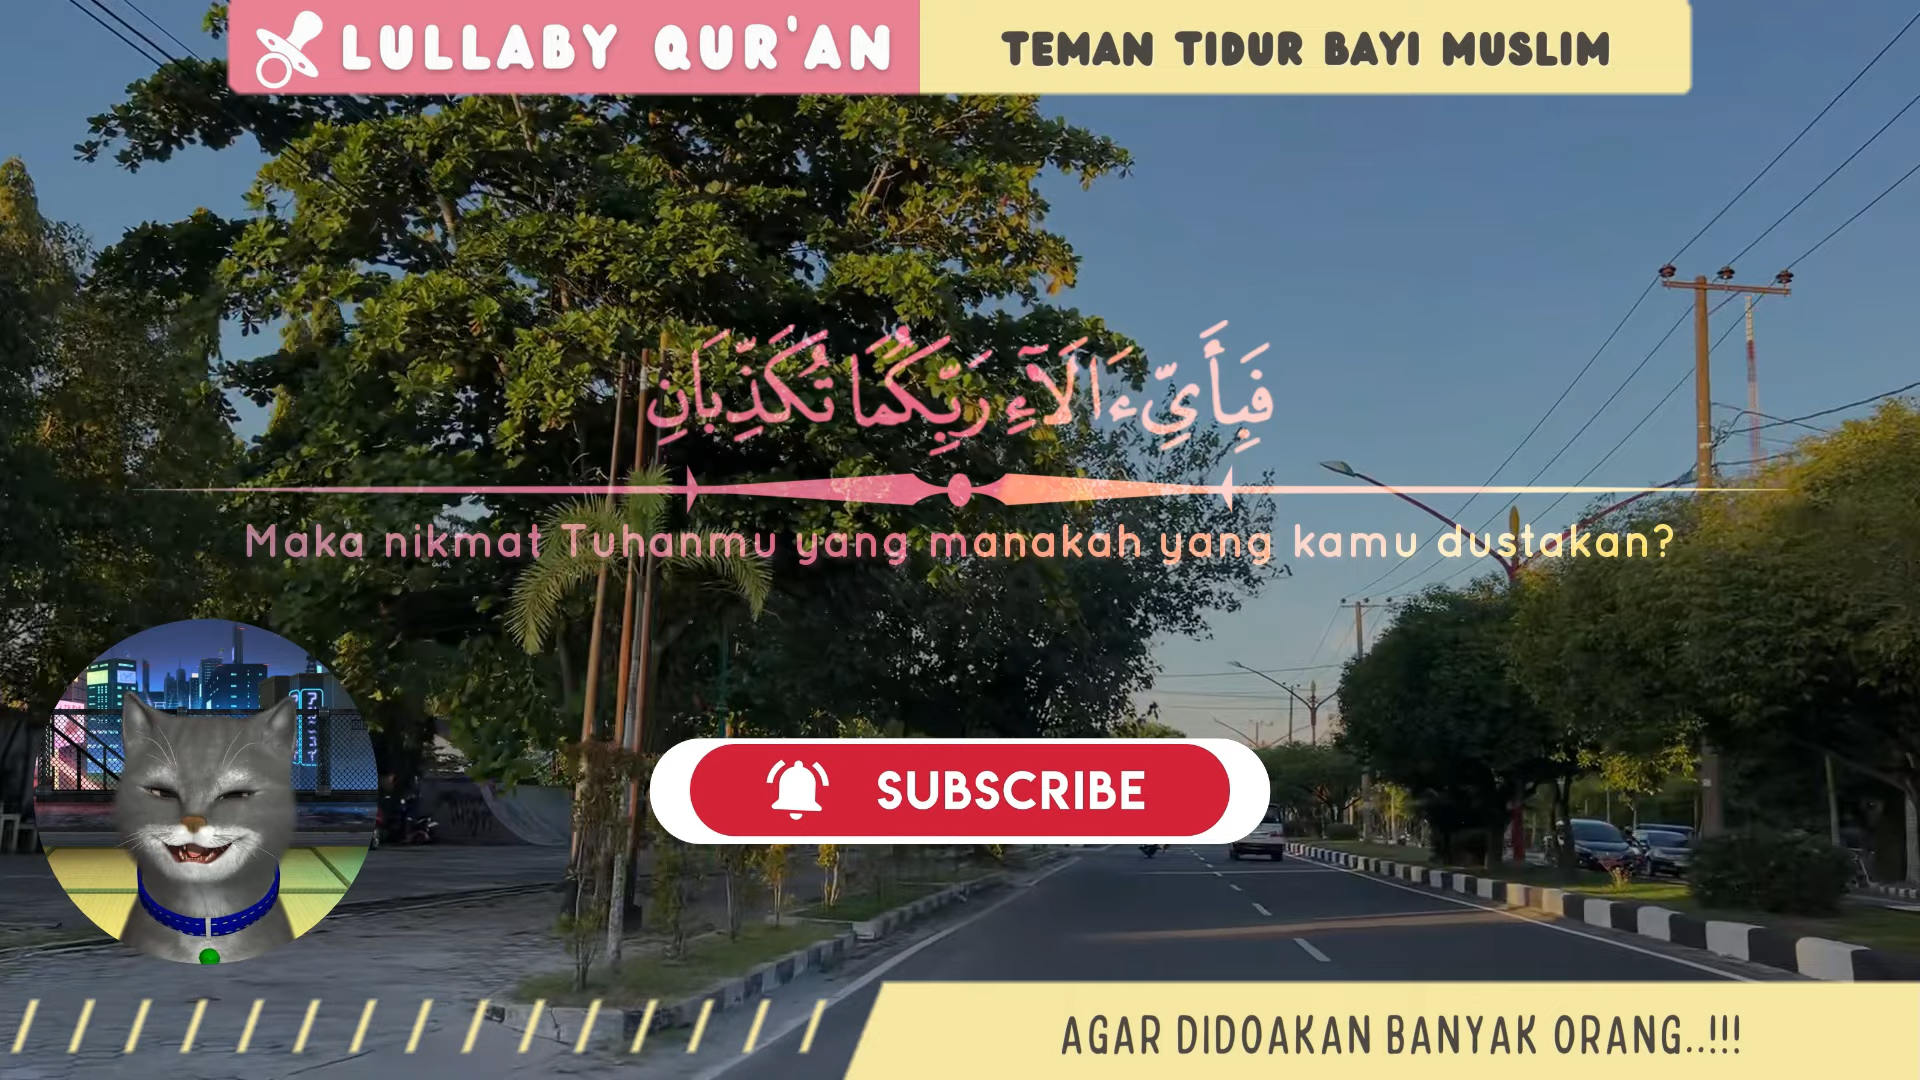 LULLABY QUR'AN
TEMAN TIDUR BAYI MUSLIM
فَبِأَيِّ ءَالَآءِ رَبِّكُمَا تُكَذِّبَانِ
Maka nikmat Tuhanmu yang manakah yang kamu dustakan?
SUBSCRIBE
AGAR DIDOAKAN BANYAK ORANG..!!!